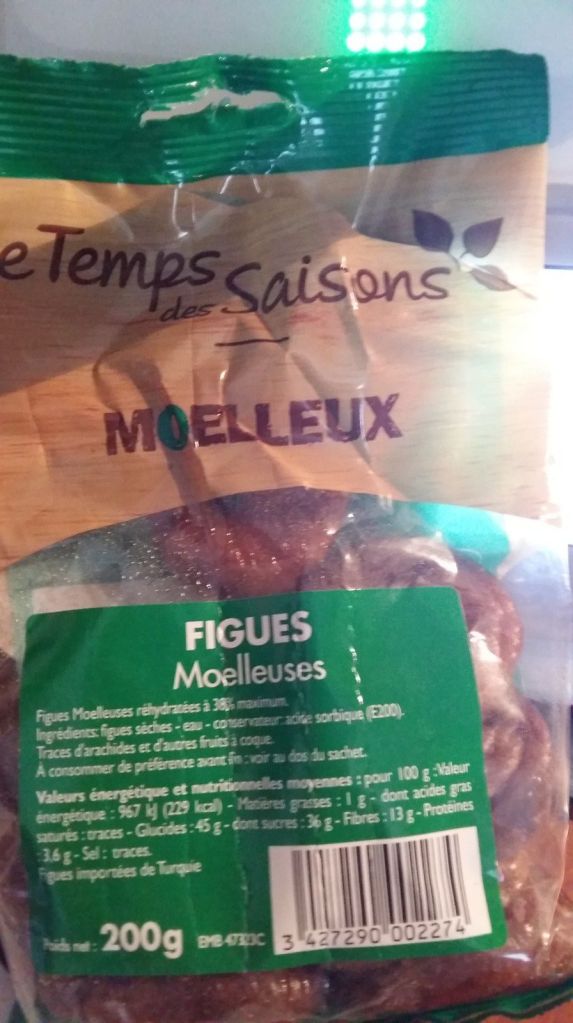 e Temps
des Saisons
MOELLEUX
FIGUES
Moelleuses
Figues Moelleuses réhydratées à 38% maximum.
Ingrédients: figues sèches - eau - conservateur: acide sorbique (E200).
Traces d'arachides et d'autres fruits à coque.
A consommer de préférence avant fin : voir au dos du sachet.
Valeurs énergétique et nutritionnelles moyennes : pour 100 g : Valeur
énergétique : 967 kJ (229 kcal) - Matières grasses : 1 g - dont acides gras
saturés : traces - Glucides : 45 g - dont sucres : 36 g - Fibres : 13 g - Protéines
: 3,6 g - Sel : traces.
Figues importées de Turquie
Poids net : 200g EMB 47323C
3 427290 002274